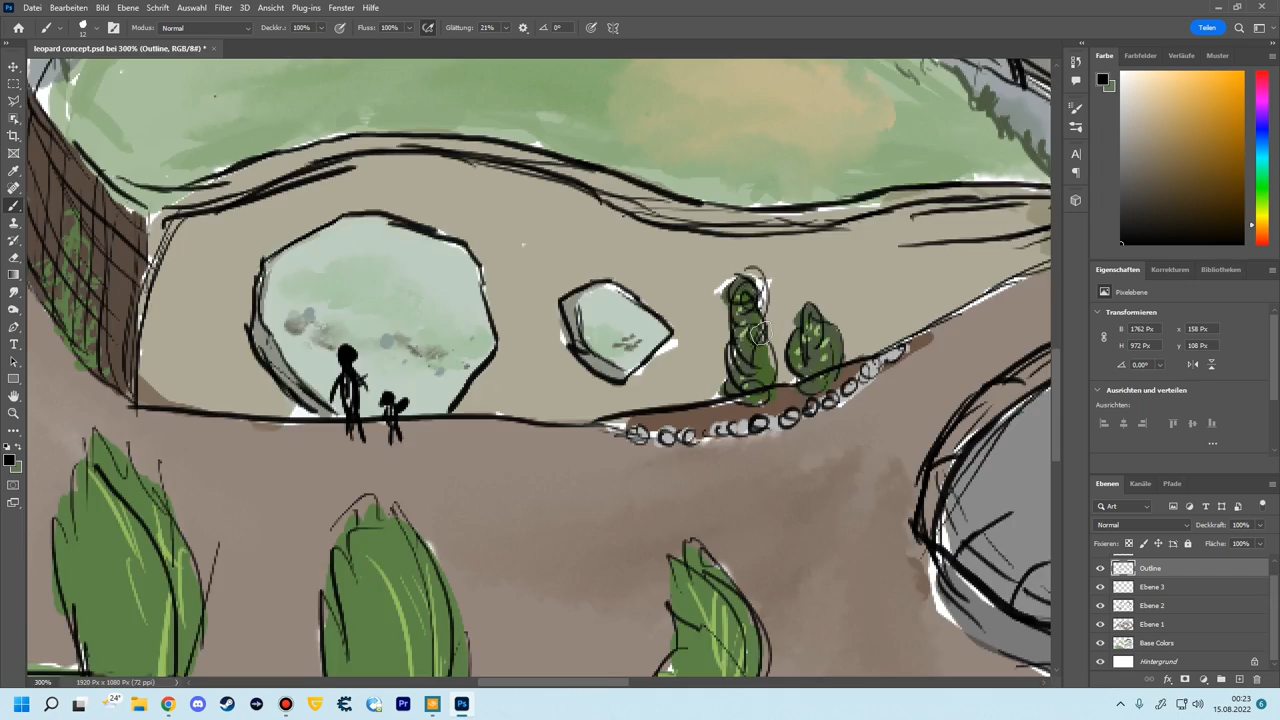 Datei Bearbeiten Bild Ebene Schrift Auswahl Filter 3D Ansicht Plug-ins Fenster Hilfe
12 Modus: Normal Deckkr.: 100% Fluss: 100% Glättung: 21% 0° Teilen
leopard concept.psd bei 300% (Outline, RGB/8#) *
Farbe Farbfelder Verläufe Muster
Eigenschaften Korrekturen Bibliotheken
Pixelebene
Transformieren
B 1762 Px x 158 Px
H 972 Px y 108 Px
0,00°
Ausrichten und verteilen
Ausrichten:
Ebenen Kanäle Pfade
Art
Normal Deckkraft: 100%
Fixieren: Fläche: 100%
Outline
Ebene 3
Ebene 2
Ebene 1
Base Colors
Hintergrund
300% 1920 Px x 1080 Px (72 ppi)
24°
00:23
15.08.2022
6